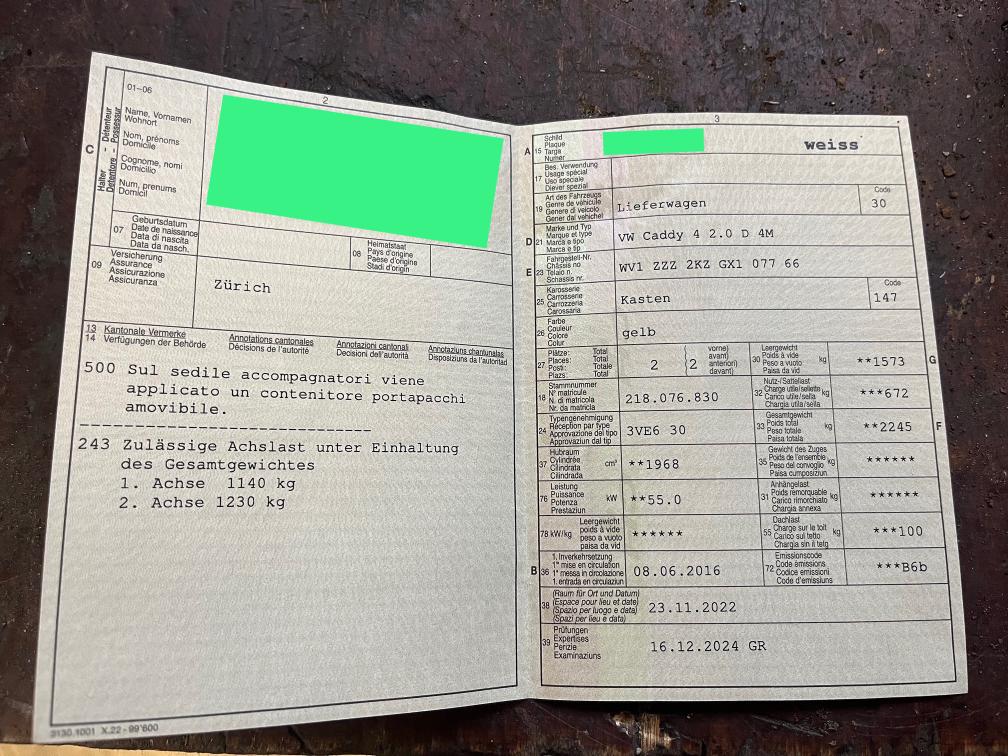 2
01-06
Name, Vornamen
Wohnort
Nom, prénoms
Domicile
Cognome, nomi
Domicilio
Num, prenums
Domicil
C
Halter - Détenteur
Detentore - Possessur
07
Geburtsdatum
Date de naissance
Data di nascita
Data da nasch.
08
Heimatstaat
Pays d'origine
Paese d'origine
Stadi d'origin
09
Versicherung
Assurance
Assicurazione
Assicuranza
Zürich
13 Kantonale Vermerke Annotations cantonales Annotazioni cantonali Annotaziuns chantunalas
14 Verfügungen der Behörde Décisions de l'autorité Decisioni dell'autorità Disposiziuns da l'autoritad
500 Sul sedile accompagnatori viene
applicato un contenitore portapacchi
amovibile.
------------------------------
243 Zulässige Achslast unter Einhaltung
des Gesamtgewichtes
1. Achse 1140 kg
2. Achse 1230 kg
3130.1001 X.22 - 99'600
3
A 15
Schild
Plaque
Targa
Numer
weiss
17
Bes. Verwendung
Usage spécial
Uso speciale
Diever spezial
19
Art des Fahrzeugs
Genre de véhicule
Genere di veicolo
Gener dal vehichel
Lieferwagen
Code
30
D 21
Marke und Typ
Marque et type
Marca e tipo
Marca e tip
VW Caddy 4 2.0 D 4M
E 23
Fahrgestell-Nr.
Châssis no
Telaio n.
Schassis nr.
WV1 ZZZ 2KZ GX1 077 66
25
Karosserie
Carrosserie
Carrozzeria
Carossaria
Kasten
Code
147
26
Farbe
Couleur
Colore
Colur
gelb
27
Plätze: Total
Places: Total
Posti: Totale
Plazs: Total
2
{2
vorne)
avant)
anteriori)
davant)
30
Leergewicht
Poids à vide
Peso a vuoto
Paisa da vid
kg
**1573
G
18
Stammnummer
N° matricule
N. di matricola
Nr. da matricla
218.076.830
32
Nutz-/Sattellast
Charge utile/sellette
Carico utile/sella
Chargia utila/sella
kg
***672
24
Typengenehmigung
Réception par type
Approvazione del tipo
Approvaziun dal tip
3VE6 30
33
Gesamtgewicht
Poids total
Peso totale
Paisa totala
kg
**2245
F
37
Hubraum
Cylindrée
Cilindrata
Cilindrada
cm³
**1968
35
Gewicht des Zuges
Poids de l'ensemble
Peso del convoglio
Paisa cumposiziun
kg
******
76
Leistung
Puissance
Potenza
Prestaziun
kW
**55.0
31
Anhängelast
Poids remorquable
Carico rimorchiato
Chargia annexa
kg
******
78 kW/kg
Leergewicht
poids à vide
peso a vuoto
paisa da vid
******
55
Dachlast
Charge sur le toit
Carico sul tetto
Chargia sin il tetg
kg
***100
B 36
1. Inverkehrsetzung
1re mise en circulation
1a messa in circolazione
1. entrada en circulaziun
08.06.2016
72
Emissionscode
Code émissions
Codice emissioni
Code d'emissiuns
***B6b
38
(Raum für Ort und Datum)
(Espace pour lieu et date)
(Spazio per luogo e data)
(Spazi per lieu e data)
23.11.2022
39
Prüfungen
Expertises
Perizie
Examinaziuns
16.12.2024 GR